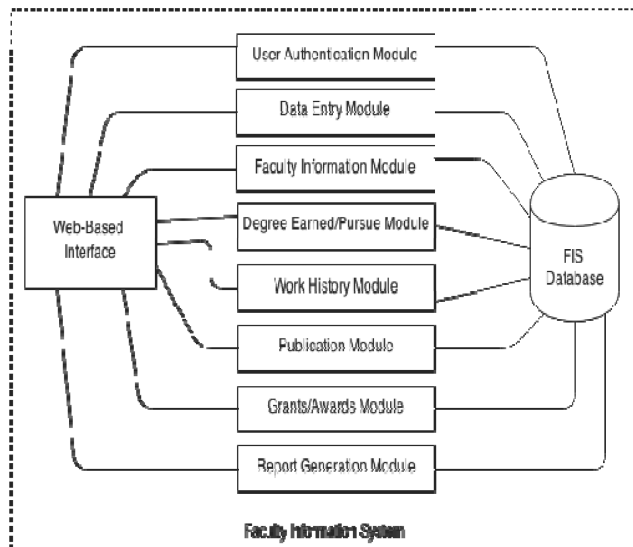 User Authentication Module
Data Entry Module
Faculty Information Module
Web-Based
Interface
Degree Earned/Pursue Module
FIS
Database
Work History Module
Publication Module
Grants/Awards Module
Report Generation Module
Faculty Information System